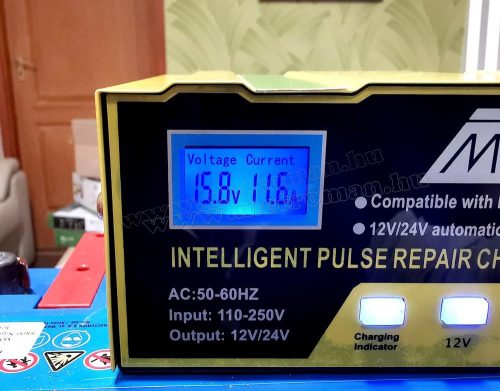 Voltage Current
15.8V 11.6A
M
Compatible with
12V/24V automatic
INTELLIGENT PULSE REPAIR CH
AC:50-60HZ
Input: 110-250V
Output: 12V/24V
Charging
Indicator
12V